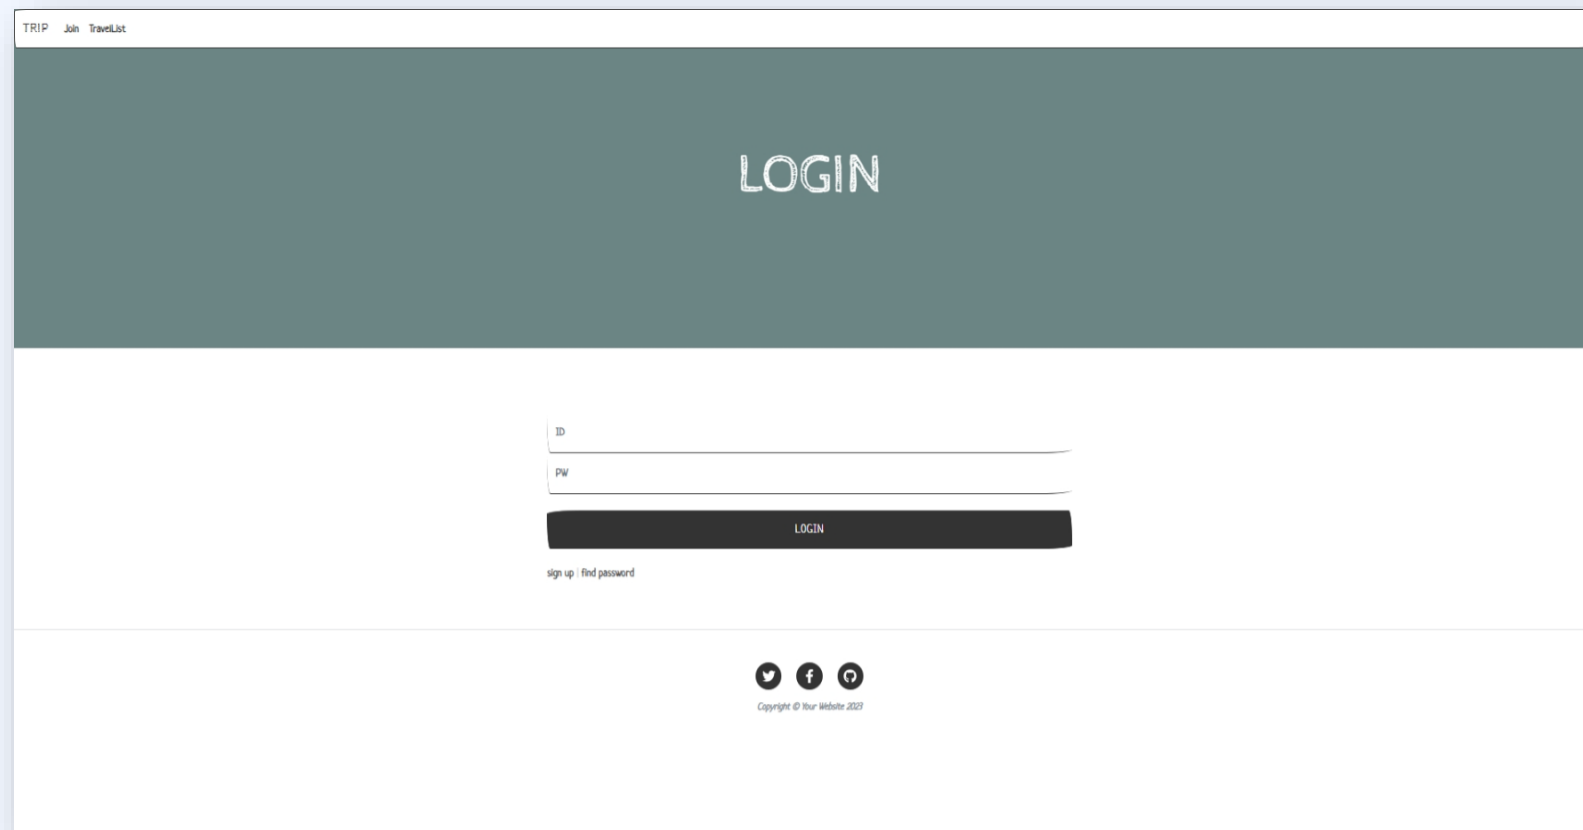 TRIP Join TravelList
LOGIN
ID
PW
LOGIN
sign up | find password
Copyright © Your Website 2023